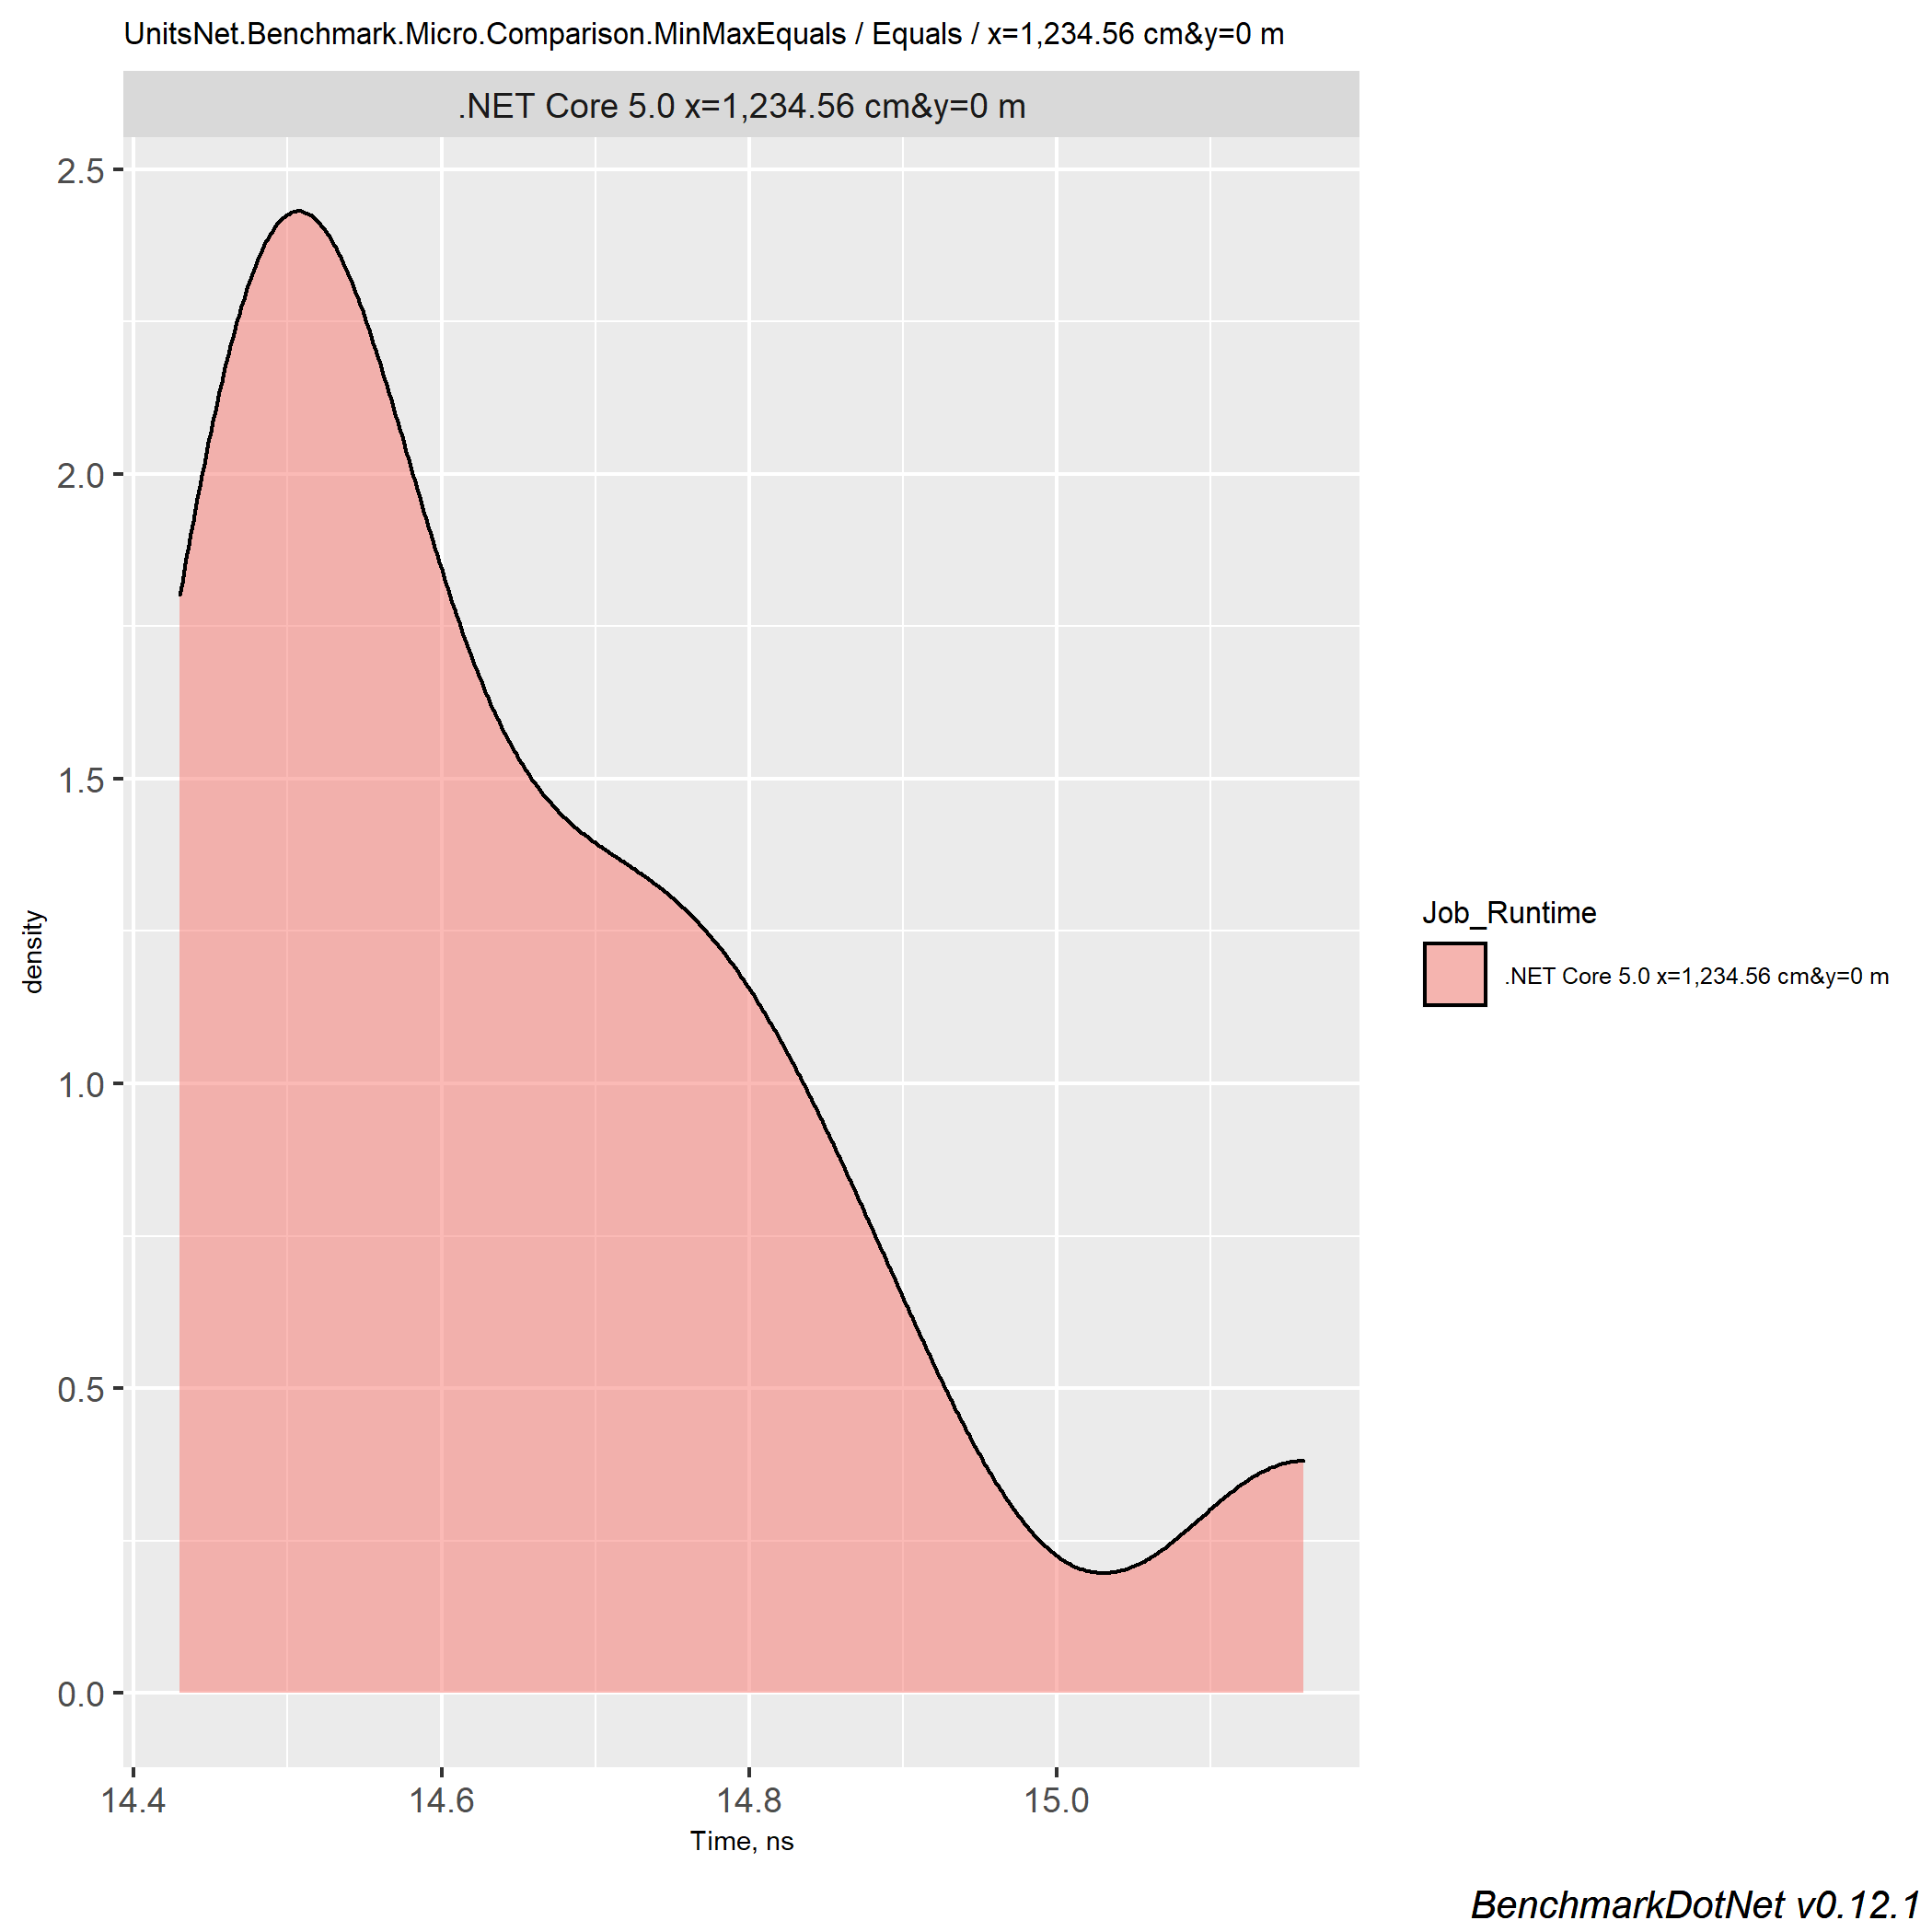 UnitsNet.Benchmark.Micro.Comparison.MinMaxEquals / Equals / x=1,234.56 cm&y=0 m
.NET Core 5.0 x=1,234.56 cm&y=0 m
2.5
2.0
1.5
1.0
0.5
0.0
density
14.4 14.6 14.8 15.0
Time, ns
Job_Runtime
.NET Core 5.0 x=1,234.56 cm&y=0 m
BenchmarkDotNet v0.12.1